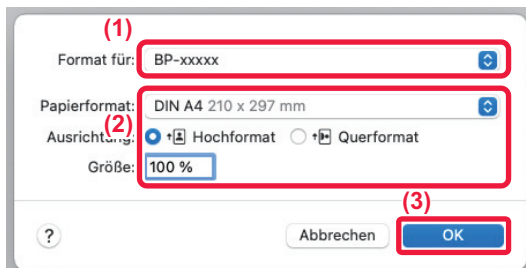 (1)
Format für: BP-xxxxx
Papierformat: DIN A4 210 x 297 mm
(2)
Ausrichtung: Hochformat Querformat
Größe: 100 %
(3)
? Abbrechen OK